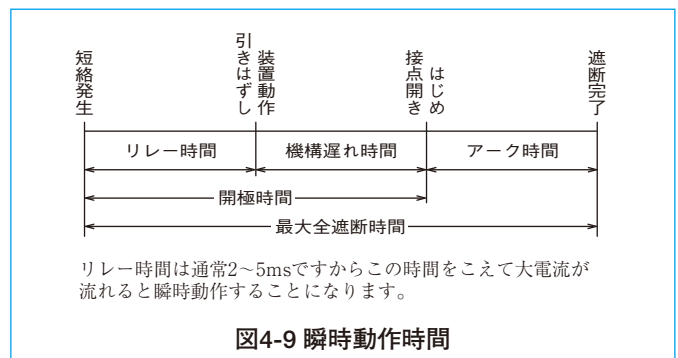 短絡発生
引きはずし
装置動作
接点開き
はじめ
遮断完了
リレー時間
機構遅れ時間
アーク時間
開極時間
最大全遮断時間
リレー時間は通常2〜5msですからこの時間をこえて大電流が
流れると瞬時動作することになります。
図4-9 瞬時動作時間